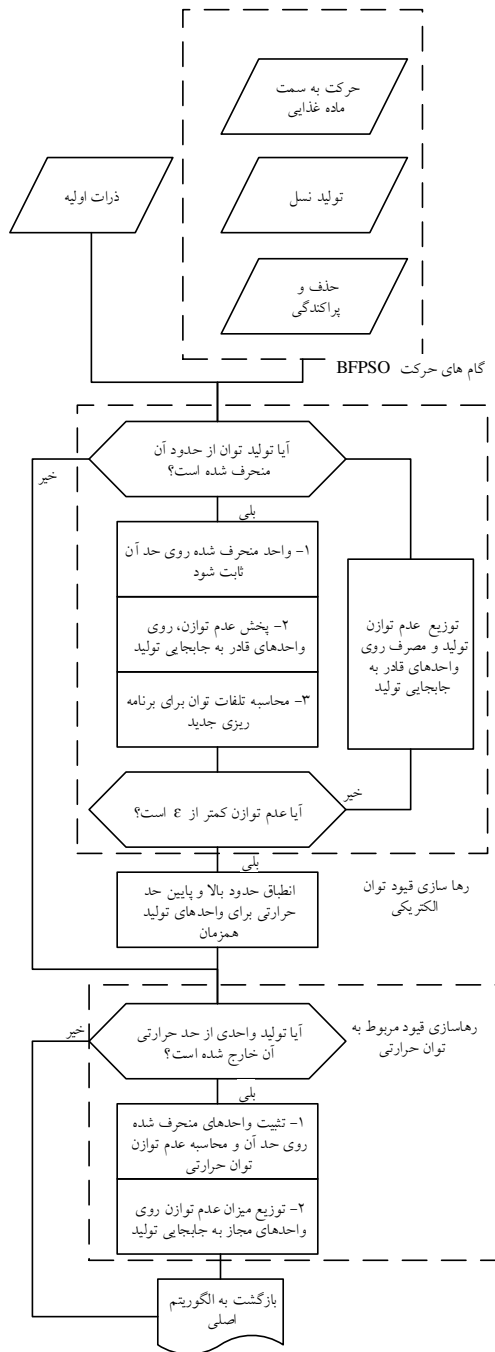 حرکت به سمت
ماده غذایی
ذرات اولیه
تولید نسل
حذف و
پراکندگی
گام های حرکت BFPSO
آیا تولید توان از حدود آن
منحرف شده است؟
خیر
بلی
۱- واحد منحرف شده روی حد آن
ثابت شود
۲- پخش عدم توازن، روی
واحدهای قادر به جابجایی تولید
۳- محاسبه تلفات توان برای برنامه
ریزی جدید
توزیع عدم توازن
تولید و مصرف روی
واحدهای قادر به
جابجایی تولید
آیا عدم توازن کمتر از ε است؟
خیر
بلی
رها سازی قیود توان
الکتریکی
انطباق حدود بالا و پایین حد
حرارتی برای واحدهای تولید
همزمان
آیا تولید واحدی از حد حرارتی
آن خارج شده است؟
خیر
رهاسازی قیود مربوط به
توان حرارتی
بلی
۱- تثبیت واحدهای منحرف شده
روی حد آن و محاسبه عدم توازن
توان حرارتی
۲- توزیع میزان عدم توازن روی
واحدهای مجاز به جابجایی تولید
بازگشت به الگوریتم
اصلی